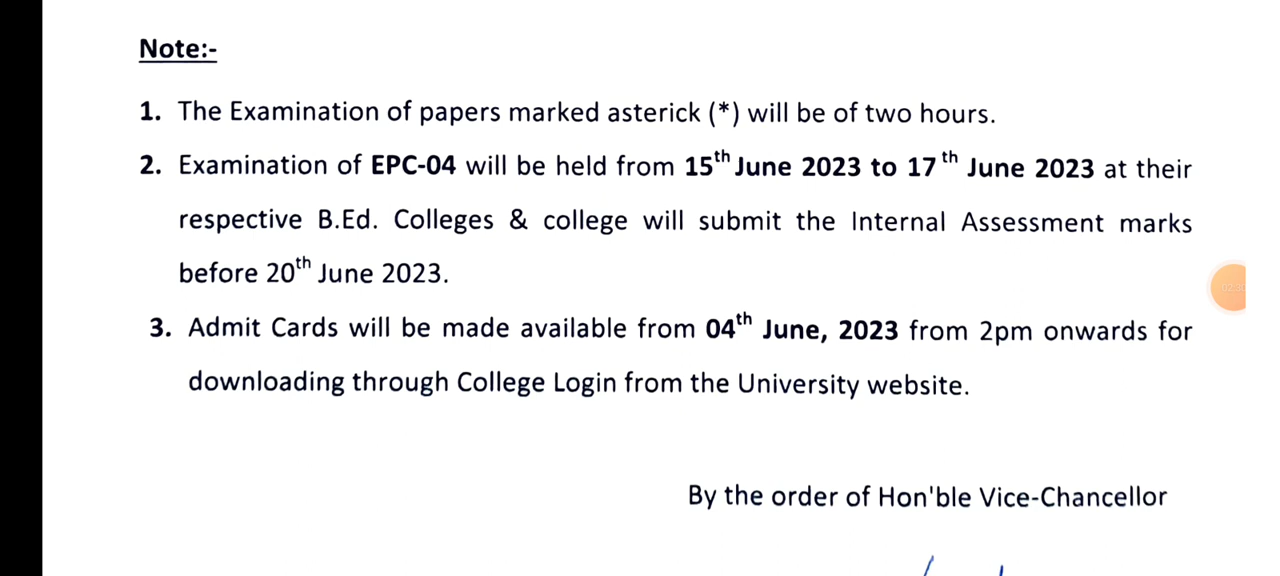 Note:-
1. The Examination of papers marked asterick (*) will be of two hours.
2. Examination of EPC-04 will be held from 15th June 2023 to 17th June 2023 at their
respective B.Ed. Colleges & college will submit the Internal Assessment marks
before 20th June 2023.
3. Admit Cards will be made available from 04th June, 2023 from 2pm onwards for
downloading through College Login from the University website.
By the order of Hon'ble Vice-Chancellor